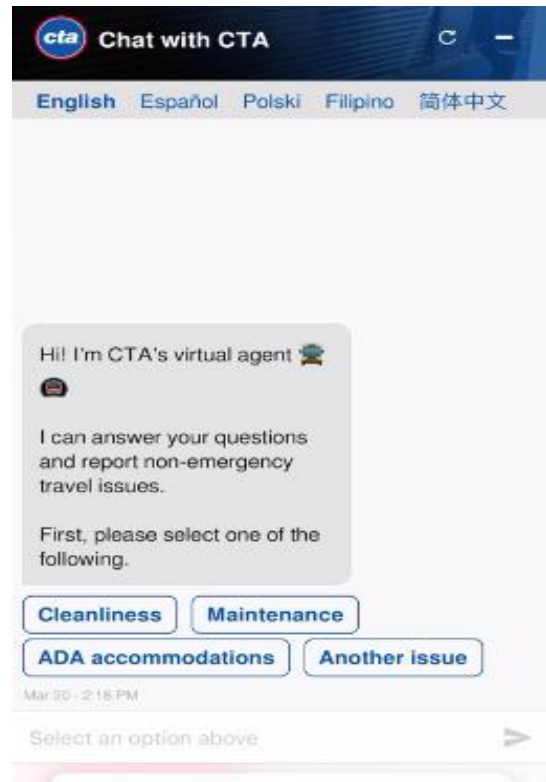 cta Chat with CTA
English Español Polski Filipino 简体中文
Hi! I'm CTA's virtual agent
I can answer your questions
and report non-emergency
travel issues.
First, please select one of the
following.
Cleanliness Maintenance
ADA accommodations Another issue
Mar 20 - 2:18 PM
Select an option above